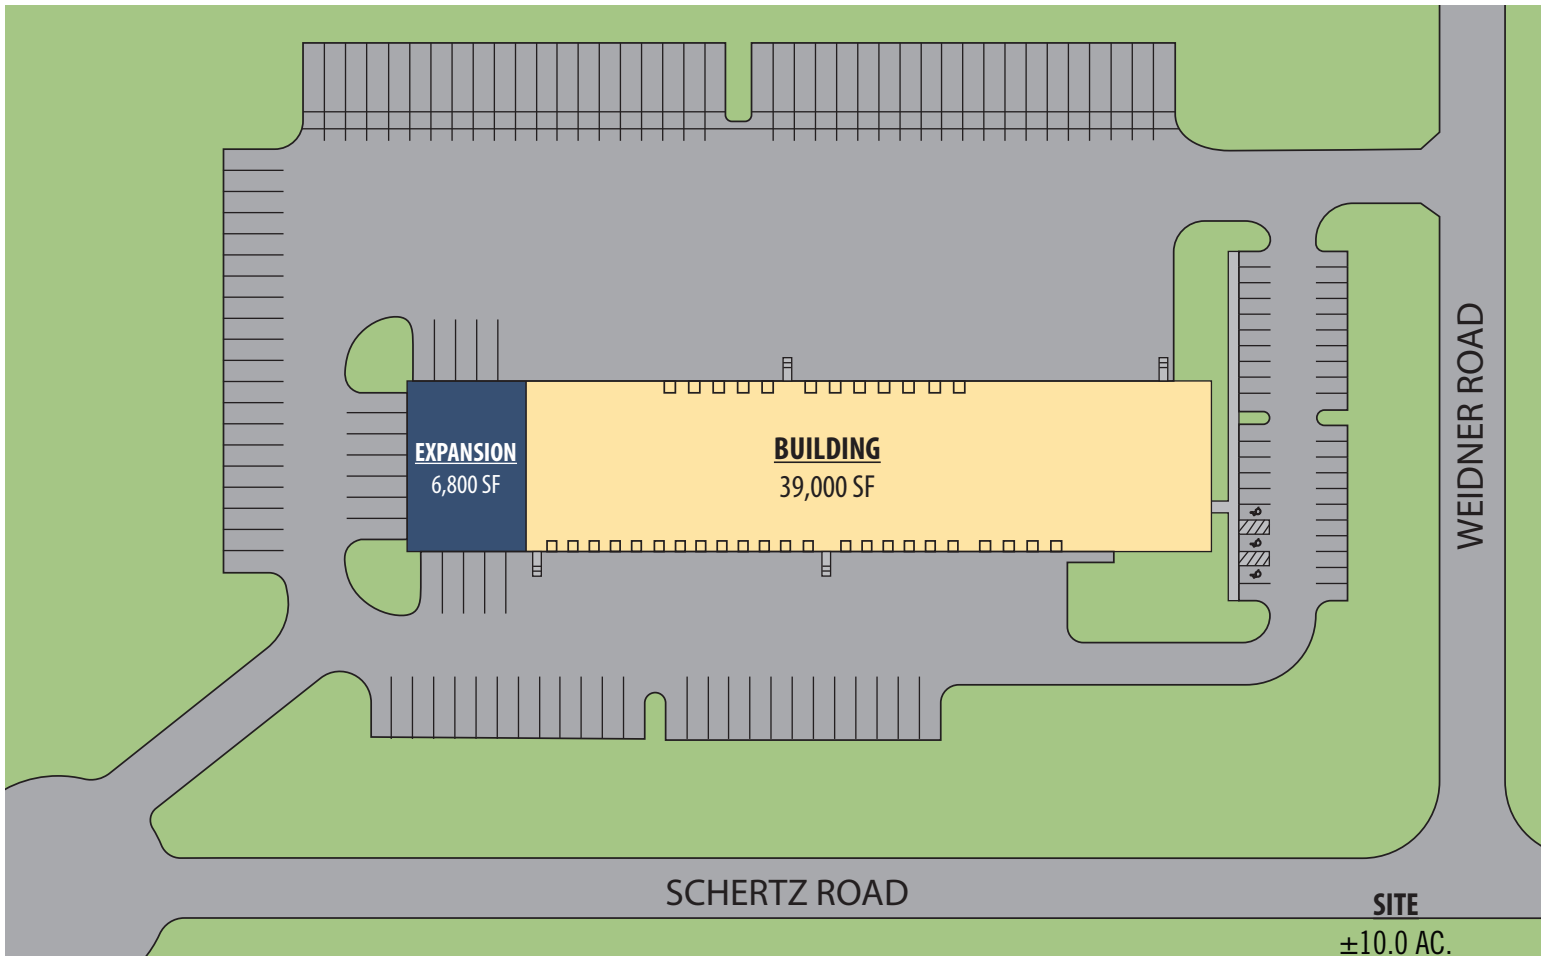 EXPANSION
6,800 SF
BUILDING
39,000 SF
WEIDNER ROAD
SCHERTZ ROAD
SITE
±10.0 AC.